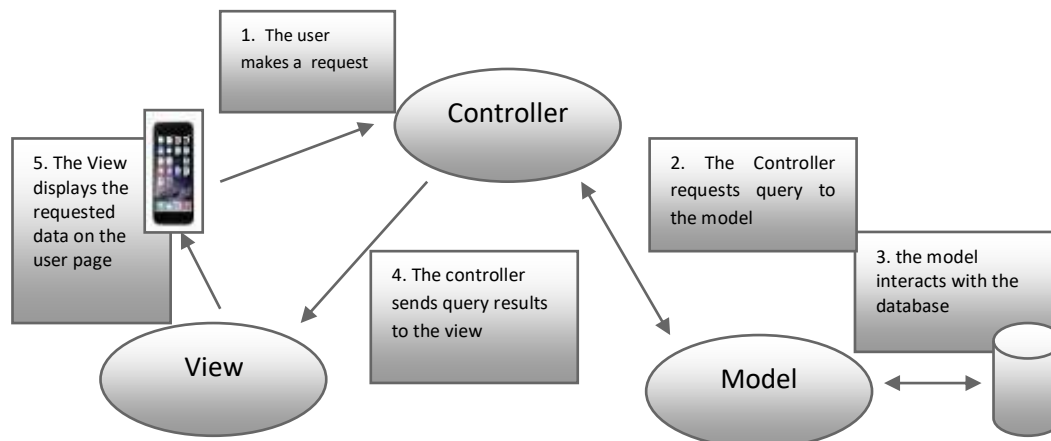 1. The user
makes a request
Controller
5. The View
displays the
requested
data on the
user page
2. The Controller
requests query to
the model
4. The controller
sends query results
to the view
3. the model
interacts with the
database
View
Model